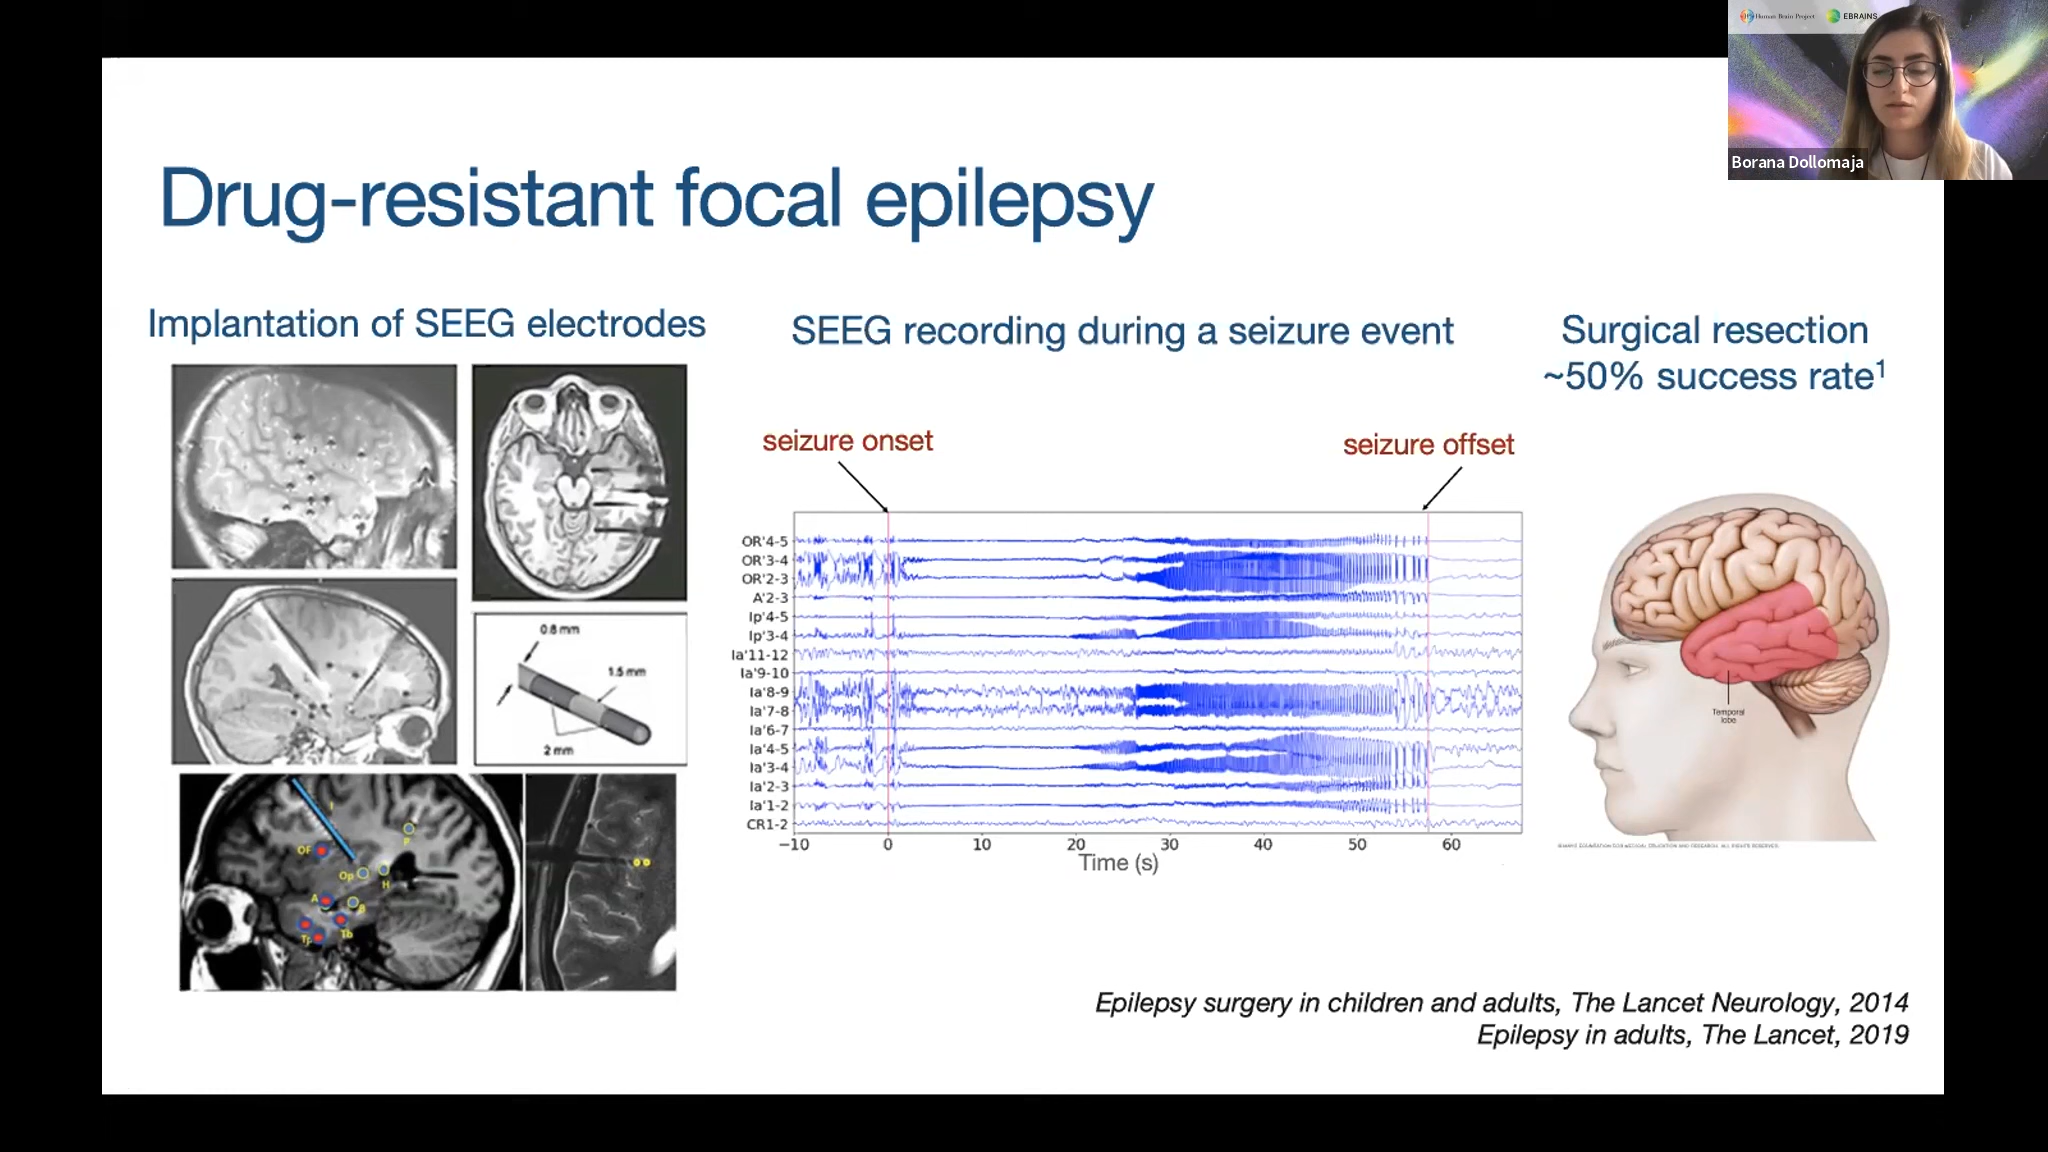 Human Brain Project
EBRAINS
Borana Dollomaja
Drug-resistant focal epilepsy
Implantation of SEEG electrodes
0.8 mm
1.5 mm
2 mm
I
P
OF
Op
H
A
B
Tb
Tp
SEEG recording during a seizure event
seizure onset
seizure offset
OR'4-5
OR'3-4
OR'2-3
A'2-3
Ip'4-5
Ip'3-4
Ia'11-12
Ia'9-10
Ia'8-9
Ia'7-8
Ia'6-7
Ia'4-5
Ia'3-4
Ia'2-3
Ia'1-2
CR1-2
−10 0 10 20 30 40 50 60
Time (s)
Surgical resection
~50% success rate¹
Temporal
lobe
Epilepsy surgery in children and adults, The Lancet Neurology, 2014
Epilepsy in adults, The Lancet, 2019